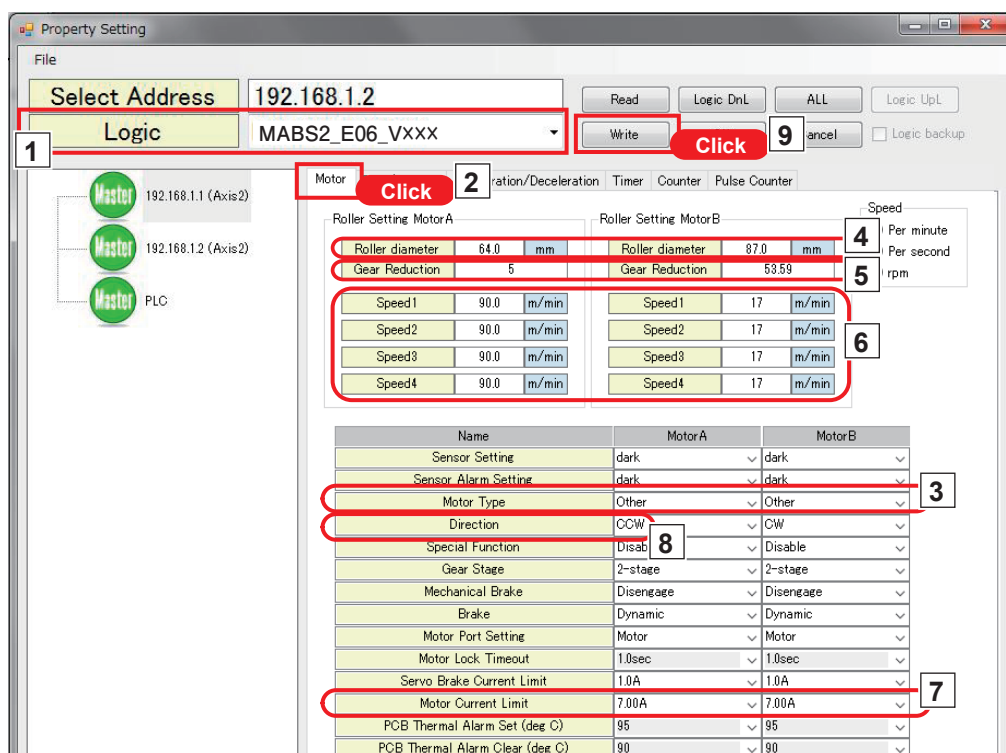 Property Setting
File
Select Address 192.168.1.2
Read Logic DnL ALL Logic UpL
1 Logic MABS2_E06_V×××
Write Click 9 ancel Logic backup
Master 192.168.1.1 (Axis2)
Master 192.168.1.2 (Axis2)
Master PLC
Motor Click 2 ration/Deceleration Timer Counter Pulse Counter
Roller Setting MotorA Roller Setting MotorB Speed
Per minute
Roller diameter 64.0 mm Roller diameter 87.0 mm 4 Per second
Gear Reduction 5 Gear Reduction 53.59 5 rpm
Speed1 90.0 m/min Speed1 17 m/min
Speed2 90.0 m/min Speed2 17 m/min 6
Speed3 90.0 m/min Speed3 17 m/min
Speed4 90.0 m/min Speed4 17 m/min
Name MotorA MotorB
Sensor Setting dark dark
Sensor Alarm Setting dark dark
Motor Type Other Other 3
Direction CCW CW
Special Function Disab 8 Disable
Gear Stage 2-stage 2-stage
Mechanical Brake Disengage Disengage
Brake Dynamic Dynamic
Motor Port Setting Motor Motor
Motor Lock Timeout 1.0sec 1.0sec
Servo Brake Current Limit 1.0A 1.0A
Motor Current Limit 7.00A 7.00A 7
PCB Thermal Alarm Set (deg C) 95 95
PCB Thermal Alarm Clear (deg C) 90 90